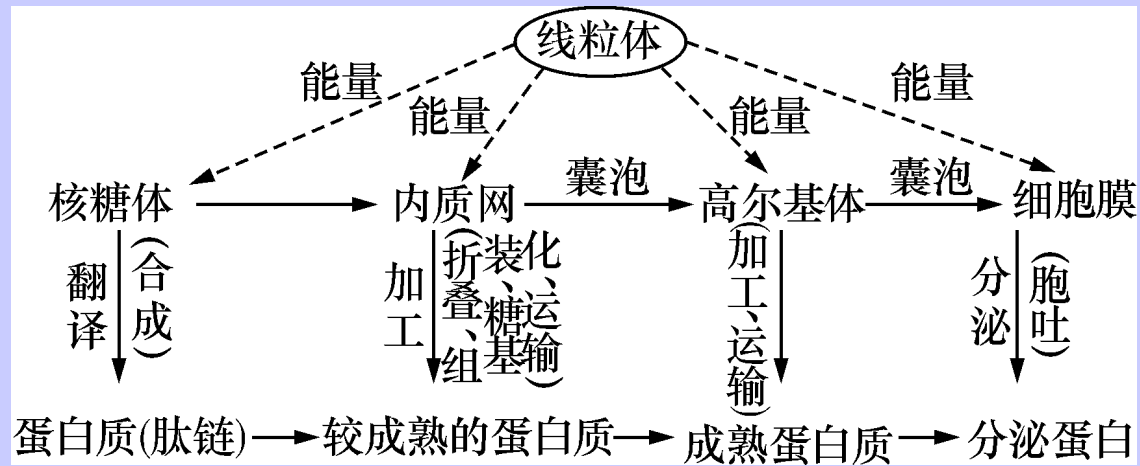 线粒体
能量
能量
能量
能量
核糖体
内质网
囊泡
高尔基体
囊泡
细胞膜
翻译
(合成)
加工
(折叠、组
装、糖基
化、运输)
(加工、运输)
分泌
(胞吐)
蛋白质(肽链)
较成熟的蛋白质
成熟蛋白质
分泌蛋白